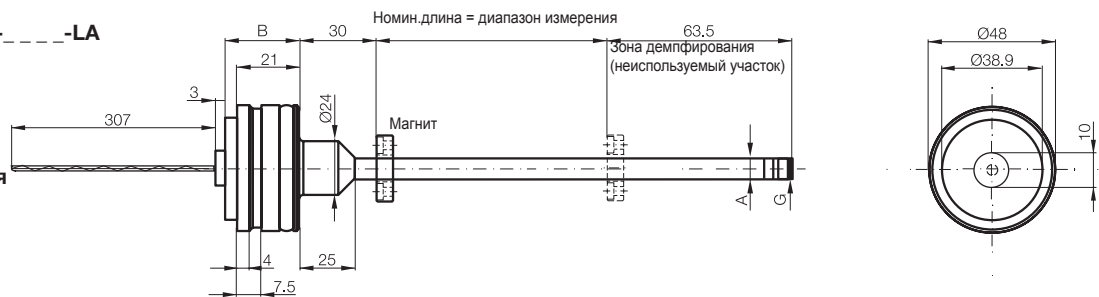 -_ _ _ _ _-LA
Номин.длина = диапазон измерения
B
30
63.5
Зона демпфирования
(неиспользуемый участок)
21
3
307
Ø24
Магнит
я
A
G
4
25
7.5
Ø48
Ø38.9
10